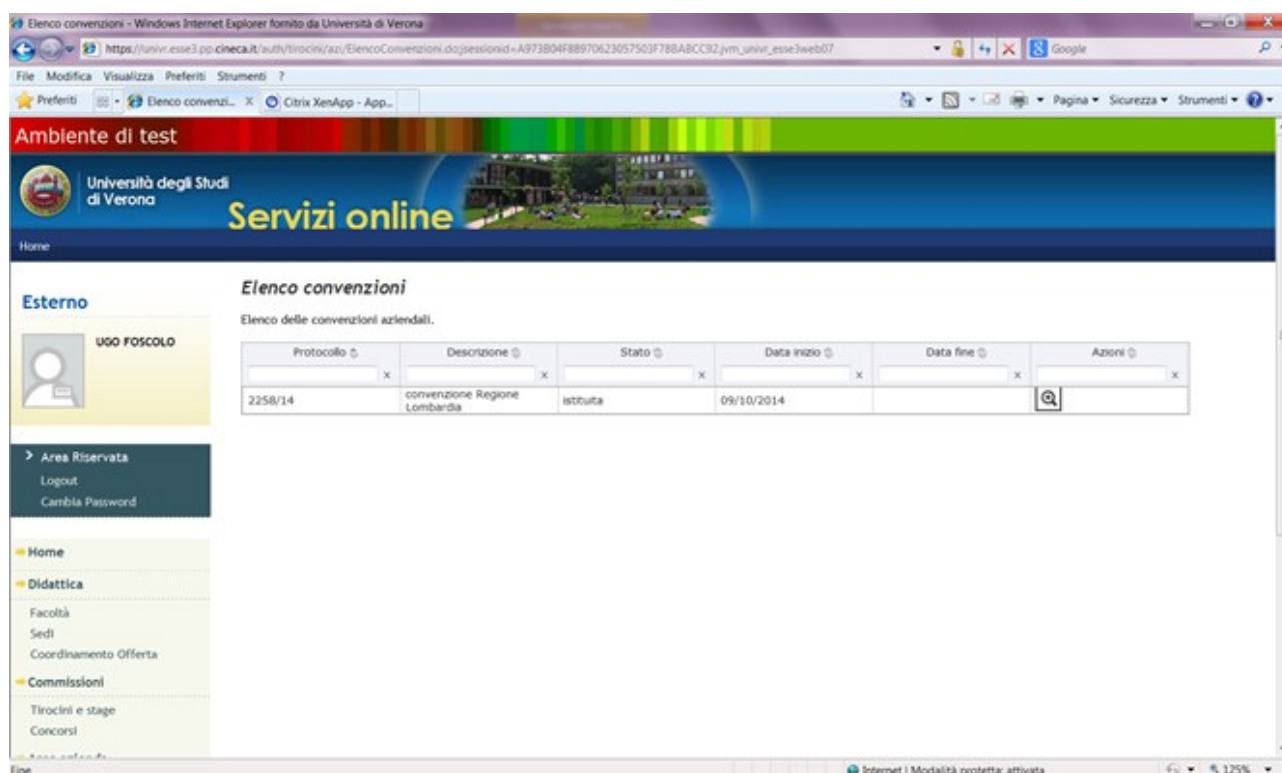 Elenco convenzioni - Windows Internet Explorer fornito da Università di Verona
https://univr.esse3.pp.cineca.it/auth/tirocini/azi/ElencoConvenzioni.do;jsessionid=A973804F88970623057503F78BABCC92.jvm_univr_esse3web07
Google
File Modifica Visualizza Preferiti Strumenti ?
Preferiti
Elenco convenzi... X
Citrix XenApp - App...
Pagina Sicurezza Strumenti
Ambiente di test
Università degli Studi
di Verona
Servizi online
Home
Esterno
UGO FOSCOLO
Area Riservata
Logout
Cambia Password
Home
Didattica
Facoltà
Sedi
Coordinamento Offerta
Commissioni
Tirocini e stage
Concorsi
Elenco convenzioni
Elenco delle convenzioni aziendali.
Protocollo Descrizione Stato Data inizio Data fine Azioni
x x x x x x
2258/14 convenzione Regione Lombardia istituita 09/10/2014
Fine
Internet | Modalità protetta: attivata
125%